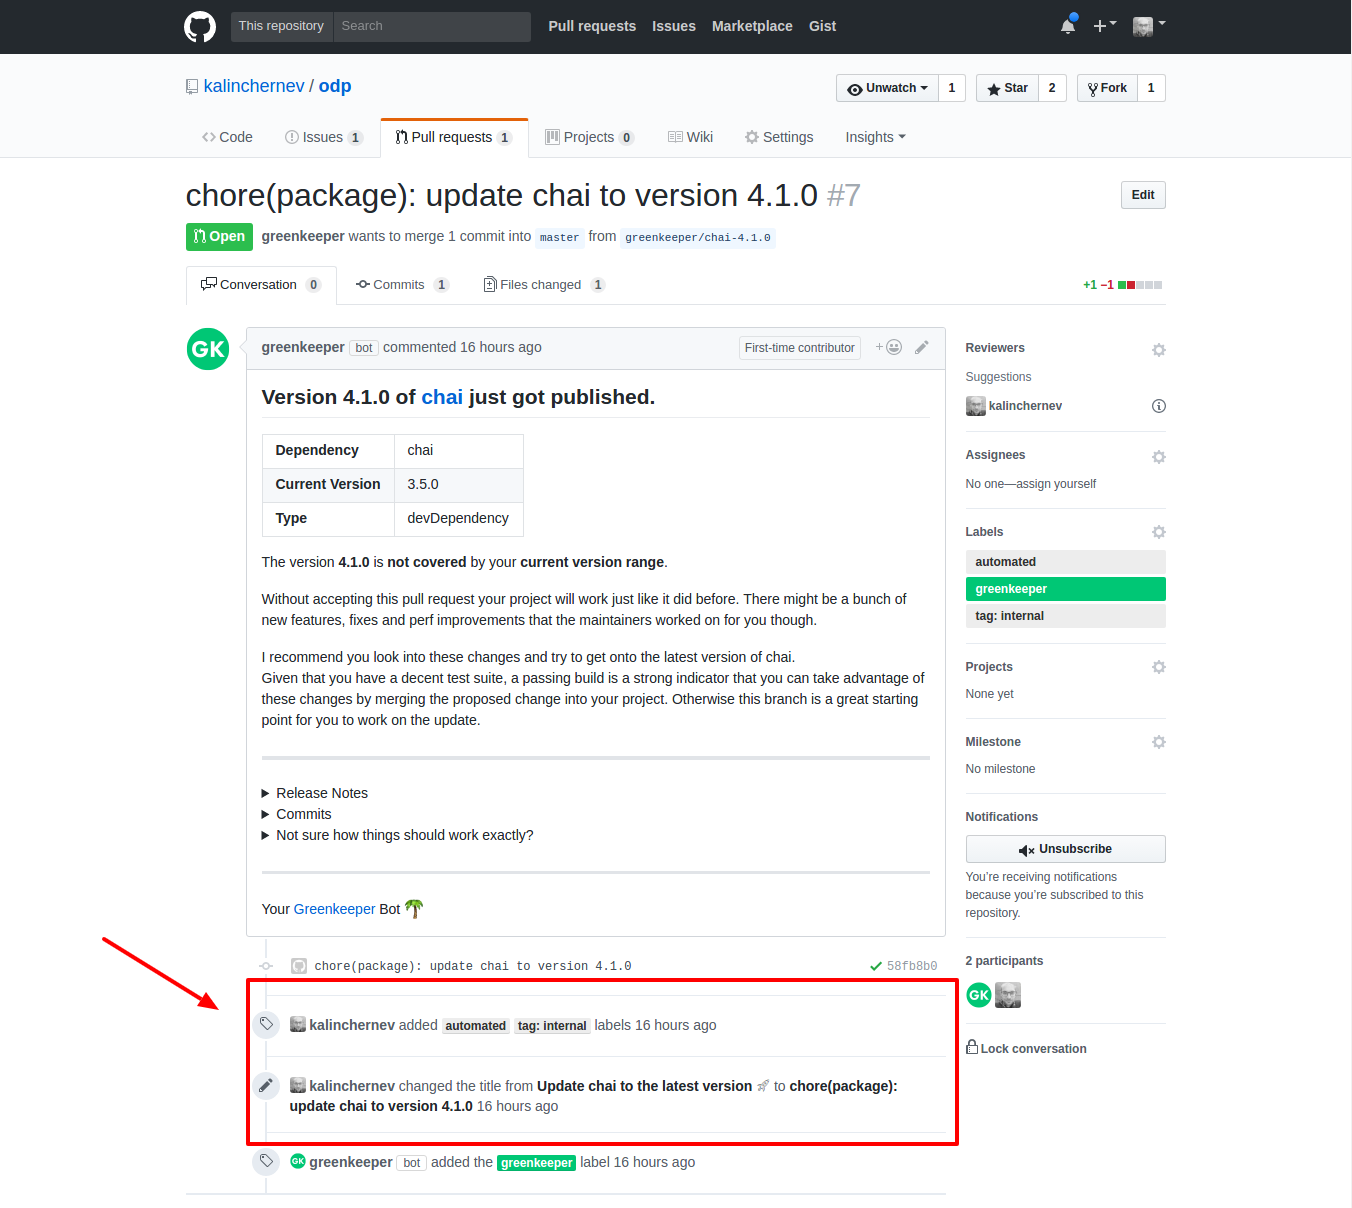 This repository Search Pull requests Issues Marketplace Gist
kalinchernev / odp Unwatch 1 Star 2 Fork 1
Code Issues 1 Pull requests 1 Projects 0 Wiki Settings Insights
chore(package): update chai to version 4.1.0 #7 Edit
Open greenkeeper wants to merge 1 commit into master from greenkeeper/chai-4.1.0
Conversation 0 Commits 1 Files changed 1 +1 −1
GK greenkeeper bot commented 16 hours ago First-time contributor +
Version 4.1.0 of chai just got published.
Dependency chai
Current Version 3.5.0
Type devDependency
The version 4.1.0 is not covered by your current version range.
Without accepting this pull request your project will work just like it did before. There might be a bunch of
new features, fixes and perf improvements that the maintainers worked on for you though.
I recommend you look into these changes and try to get onto the latest version of chai.
Given that you have a decent test suite, a passing build is a strong indicator that you can take advantage of
these changes by merging the proposed change into your project. Otherwise this branch is a great starting
point for you to work on the update.
Release Notes
Commits
Not sure how things should work exactly?
Your Greenkeeper Bot 🌴
chore(package): update chai to version 4.1.0 58fb8b0
kalinchernev added automated tag: internal labels 16 hours ago
kalinchernev changed the title from Update chai to the latest version 🚀 to chore(package):
update chai to version 4.1.0 16 hours ago
GK greenkeeper bot added the greenkeeper label 16 hours ago
Reviewers
Suggestions
kalinchernev
Assignees
No one—assign yourself
Labels
automated
greenkeeper
tag: internal
Projects
None yet
Milestone
No milestone
Notifications
Unsubscribe
You’re receiving notifications
because you’re subscribed to this
repository.
2 participants
GK
Lock conversation